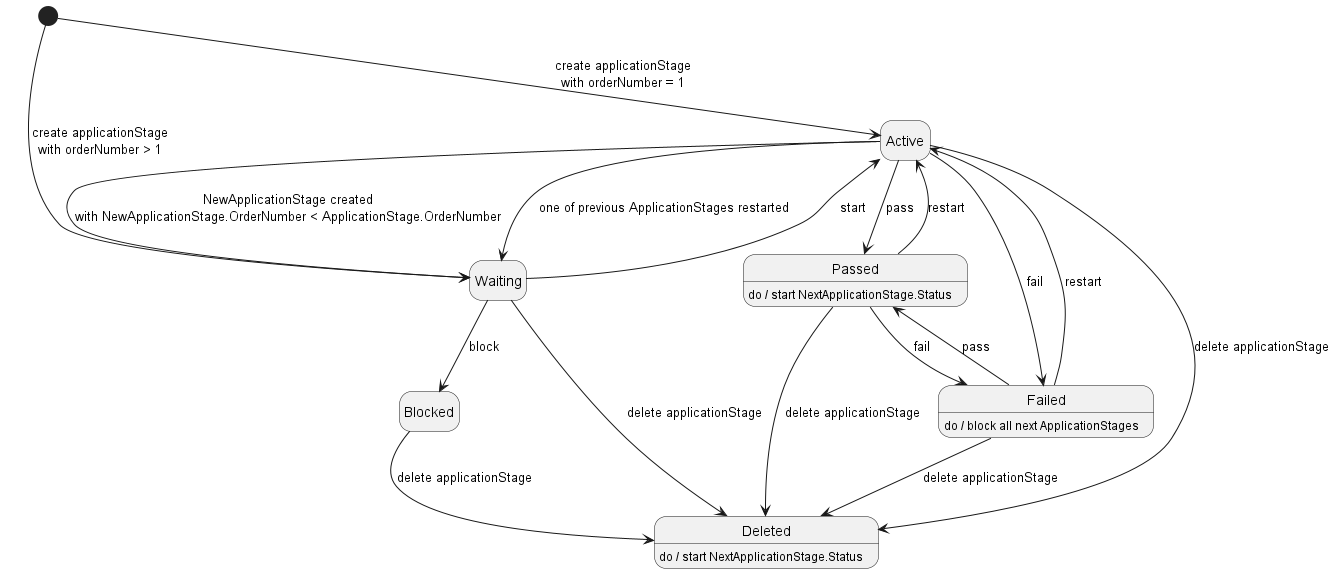 create applicationStage
with orderNumber = 1
create applicationStage
with orderNumber > 1
Active
NewApplicationStage created
with NewApplicationStage.OrderNumber < ApplicationStage.OrderNumber
one of previous ApplicationStages restarted
start
pass
restart
Waiting
Passed
do / start NextApplicationStage.Status
fail
restart
block
fail
pass
delete applicationStage
Blocked
Failed
do / block all next ApplicationStages
delete applicationStage
delete applicationStage
delete applicationStage
delete applicationStage
Deleted
do / start NextApplicationStage.Status